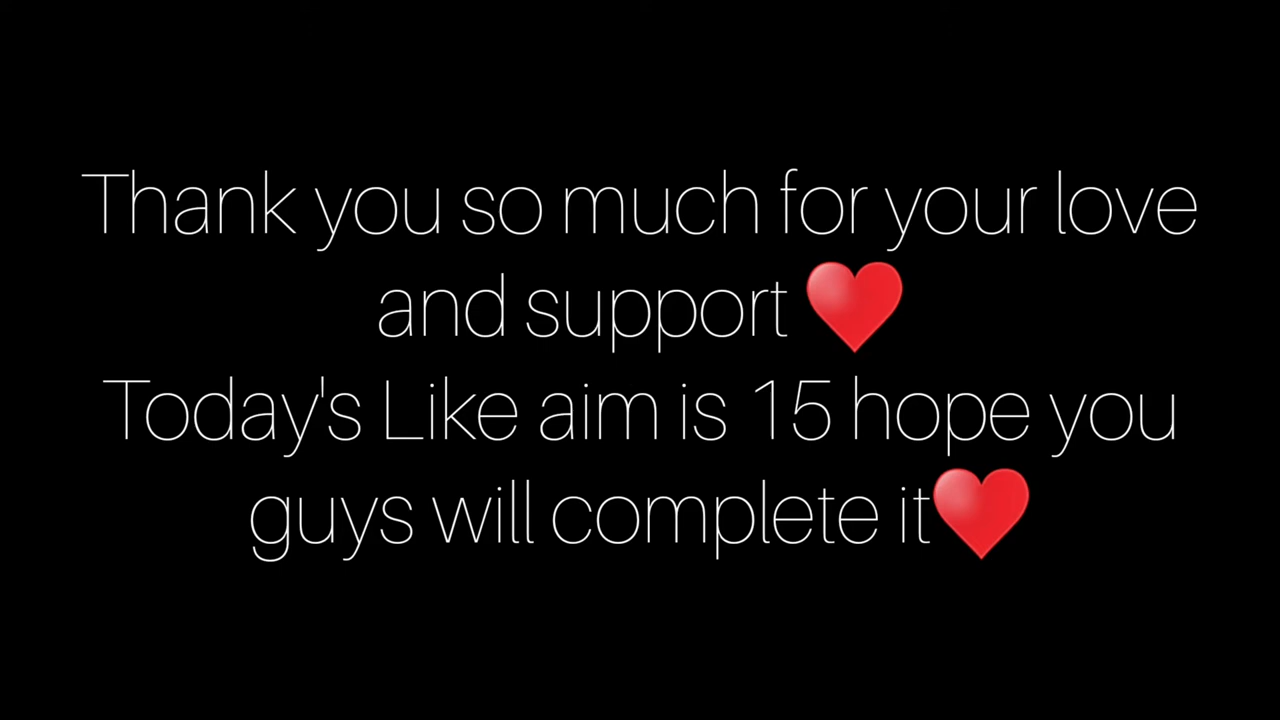 Thank you so much for your love
and support ♥️
Today's Like aim is 15 hope you
guys will complete it♥️